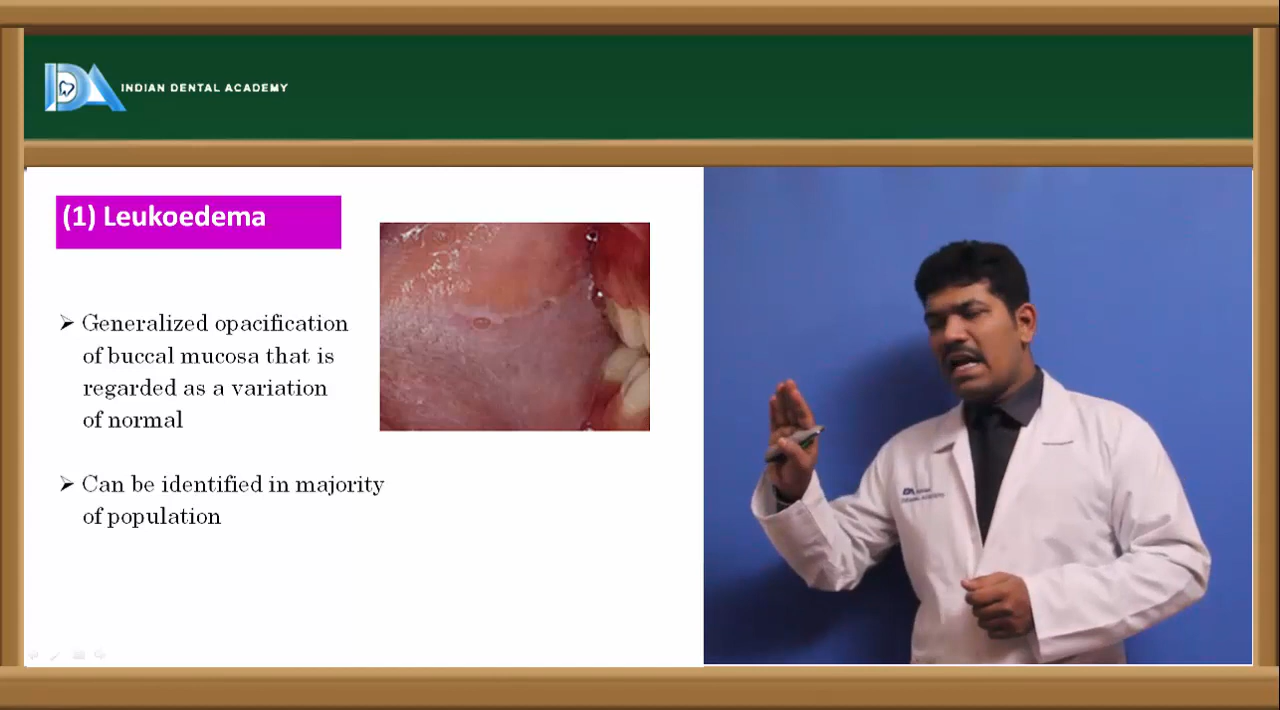 INDIAN DENTAL ACADEMY
(1) Leukoedema
➢ Generalized opacification
of buccal mucosa that is
regarded as a variation
of normal
➢ Can be identified in majority
of population